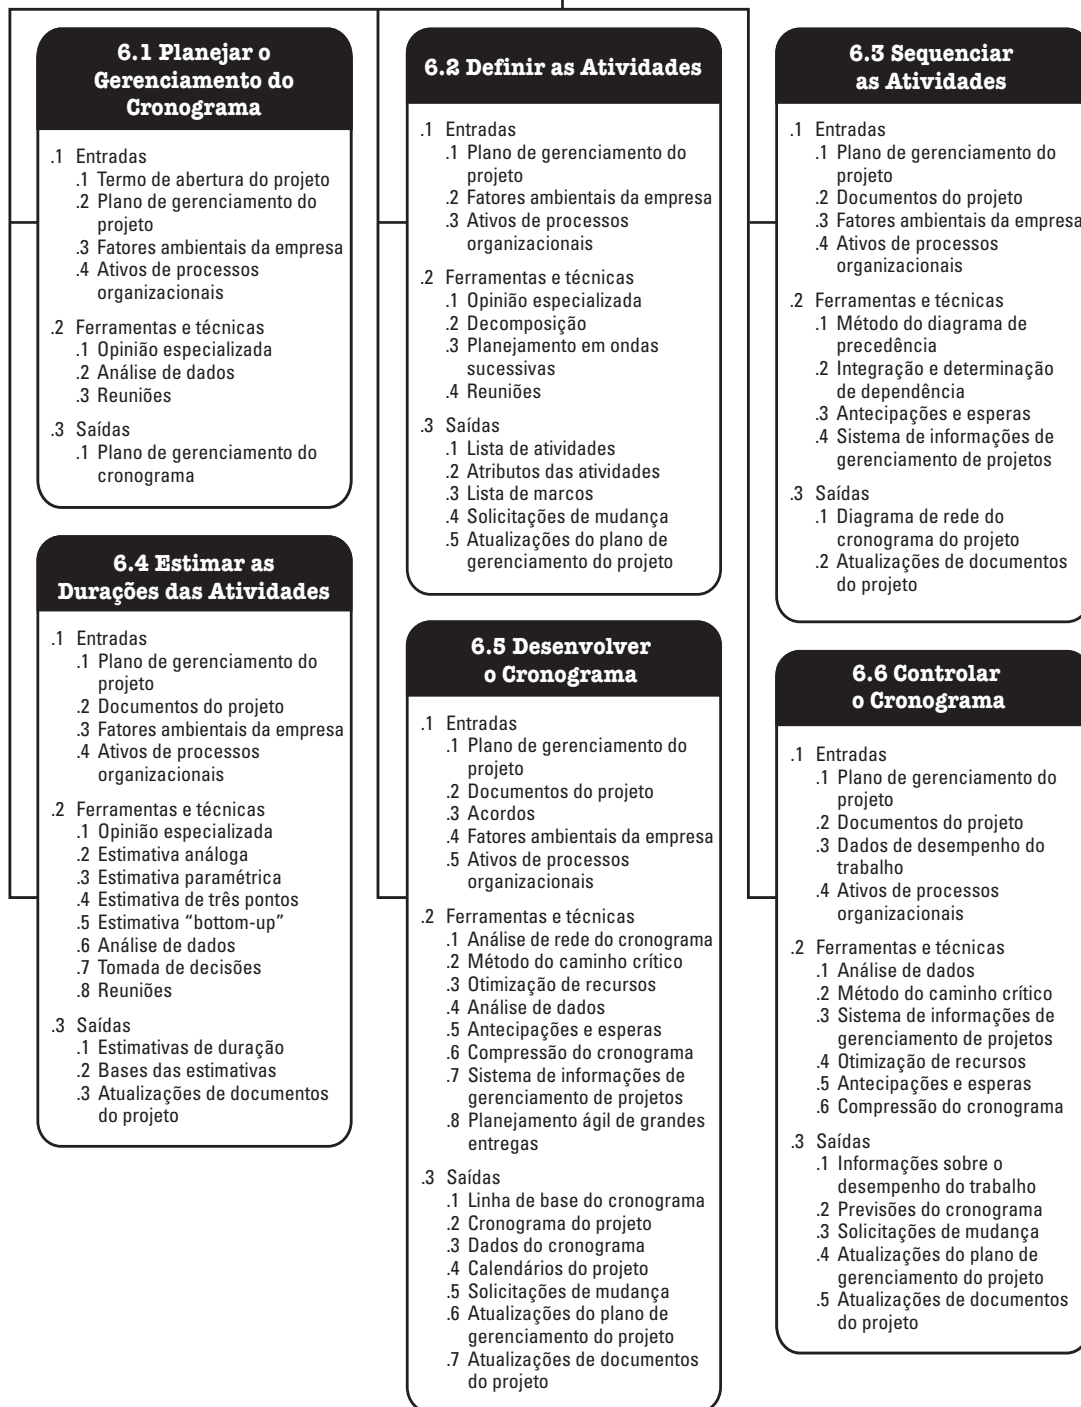 6.1 Planejar o
Gerenciamento do
Cronograma
.1 Entradas
.1 Termo de abertura do projeto
.2 Plano de gerenciamento do
projeto
.3 Fatores ambientais da empresa
.4 Ativos de processos
organizacionais
.2 Ferramentas e técnicas
.1 Opinião especializada
.2 Análise de dados
.3 Reuniões
.3 Saídas
.1 Plano de gerenciamento do
cronograma
6.2 Definir as Atividades
.1 Entradas
.1 Plano de gerenciamento do
projeto
.2 Fatores ambientais da empresa
.3 Ativos de processos
organizacionais
.2 Ferramentas e técnicas
.1 Opinião especializada
.2 Decomposição
.3 Planejamento em ondas
sucessivas
.4 Reuniões
.3 Saídas
.1 Lista de atividades
.2 Atributos das atividades
.3 Lista de marcos
.4 Solicitações de mudança
.5 Atualizações do plano de
gerenciamento do projeto
6.3 Sequenciar
as Atividades
.1 Entradas
.1 Plano de gerenciamento do
projeto
.2 Documentos do projeto
.3 Fatores ambientais da empresa
.4 Ativos de processos
organizacionais
.2 Ferramentas e técnicas
.1 Método do diagrama de
precedência
.2 Integração e determinação
de dependência
.3 Antecipações e esperas
.4 Sistema de informações de
gerenciamento de projetos
.3 Saídas
.1 Diagrama de rede do
cronograma do projeto
.2 Atualizações de documentos
do projeto
6.4 Estimar as
Durações das Atividades
.1 Entradas
.1 Plano de gerenciamento do
projeto
.2 Documentos do projeto
.3 Fatores ambientais da empresa
.4 Ativos de processos
organizacionais
.2 Ferramentas e técnicas
.1 Opinião especializada
.2 Estimativa análoga
.3 Estimativa paramétrica
.4 Estimativa de três pontos
.5 Estimativa “bottom-up”
.6 Análise de dados
.7 Tomada de decisões
.8 Reuniões
.3 Saídas
.1 Estimativas de duração
.2 Bases das estimativas
.3 Atualizações de documentos
do projeto
6.5 Desenvolver
o Cronograma
.1 Entradas
.1 Plano de gerenciamento do
projeto
.2 Documentos do projeto
.3 Acordos
.4 Fatores ambientais da empresa
.5 Ativos de processos
organizacionais
.2 Ferramentas e técnicas
.1 Análise de rede do cronograma
.2 Método do caminho crítico
.3 Otimização de recursos
.4 Análise de dados
.5 Antecipações e esperas
.6 Compressão do cronograma
.7 Sistema de informações de
gerenciamento de projetos
.8 Planejamento ágil de grandes
entregas
.3 Saídas
.1 Linha de base do cronograma
.2 Cronograma do projeto
.3 Dados do cronograma
.4 Calendários do projeto
.5 Solicitações de mudança
.6 Atualizações do plano de
gerenciamento do projeto
.7 Atualizações de documentos
do projeto
6.6 Controlar
o Cronograma
.1 Entradas
.1 Plano de gerenciamento do
projeto
.2 Documentos do projeto
.3 Dados de desempenho do
trabalho
.4 Ativos de processos
organizacionais
.2 Ferramentas e técnicas
.1 Análise de dados
.2 Método do caminho crítico
.3 Sistema de informações de
gerenciamento de projetos
.4 Otimização de recursos
.5 Antecipações e esperas
.6 Compressão do cronograma
.3 Saídas
.1 Informações sobre o
desempenho do trabalho
.2 Previsões do cronograma
.3 Solicitações de mudança
.4 Atualizações do plano de
gerenciamento do projeto
.5 Atualizações de documentos
do projeto